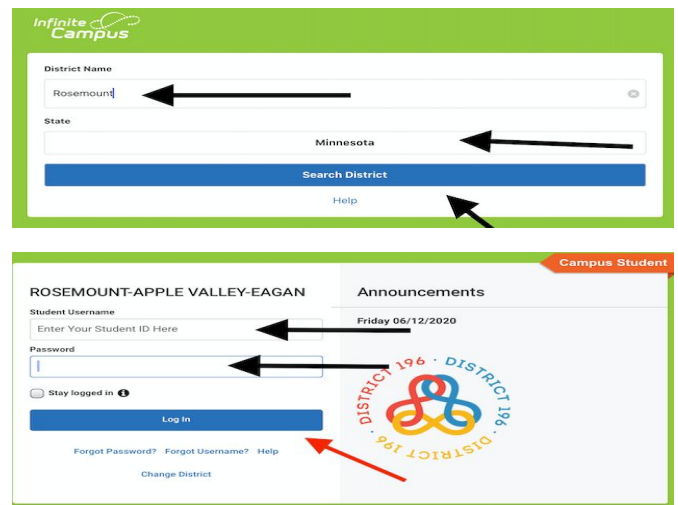 Infinite
Campus
District Name
Rosemount
State
Minnesota
Search District
Help
Campus Student
ROSEMOUNT-APPLE VALLEY-EAGAN
Student Username
Enter Your Student ID Here
Password
Stay logged in
Log In
Forgot Password? Forgot Username? Help
Change District
Announcements
Friday 06/12/2020
DISTRICT 196 · DISTRICT 196 · DISTRICT 196 ·